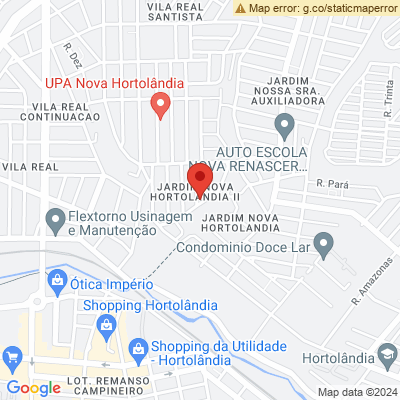 Map error: g.co/staticmaperror
VILA REAL
SANTISTA
R. Dez
UPA Nova Hortolândia
JARDIM
NOSSA SRA.
AUXILIADORA
R. Trinta
VILA REAL
CONTINUACAO
AUTO ESCOLA
NOVA RENASCER...
VILA REAL
JARDIM NOVA
HORTOLANDIA II
R. Pará
Flextorno Usinagem
e Manutenção
JARDIM NOVA
HORTOLANDIA
Condominio Doce Lar
R. Amazonas
Ótica Império
Shopping Hortolândia
Shopping da
Utilidade -
Hortolândia
Hortolândia
LOT. REMANSO
CAMPINEIRO
Google
Map data ©2024